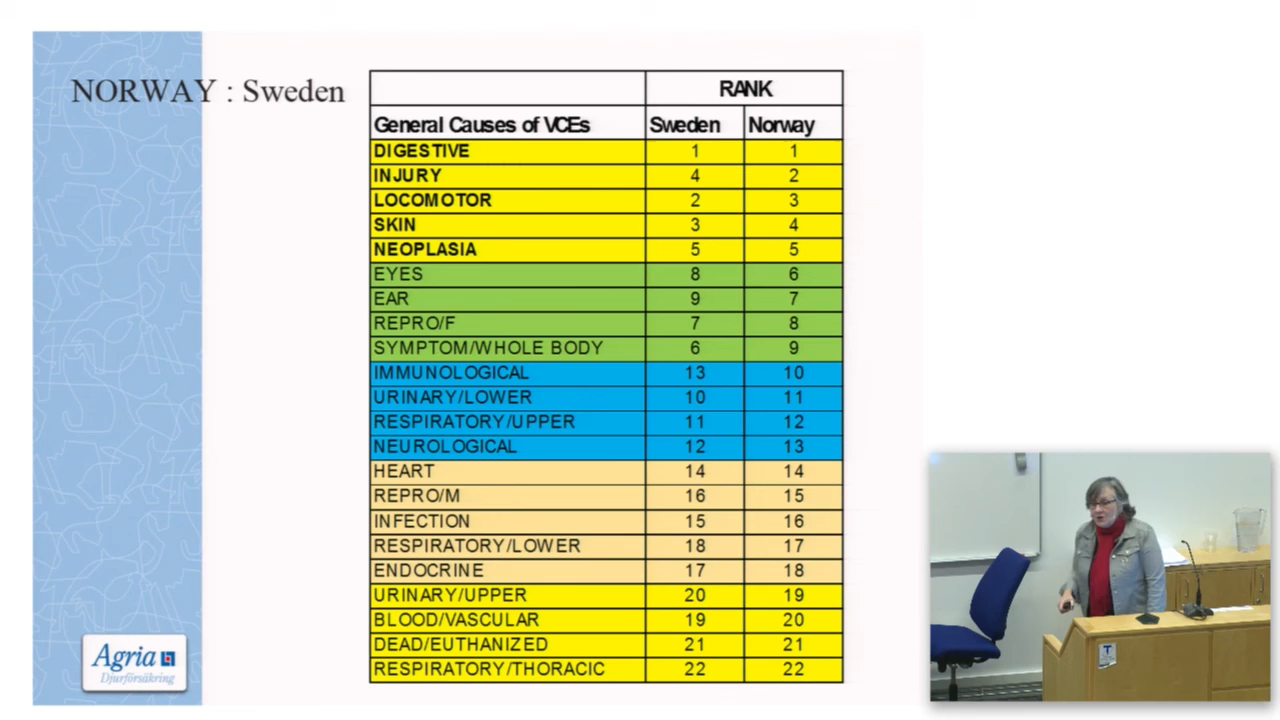 NORWAY : Sweden
RANK
General Causes of VCEs Sweden Norway
DIGESTIVE 1 1
INJURY 4 2
LOCOMOTOR 2 3
SKIN 3 4
NEOPLASIA 5 5
EYES 8 6
EAR 9 7
REPRO/F 7 8
SYMPTOM/WHOLE BODY 6 9
IMMUNOLOGICAL 13 10
URINARY/LOWER 10 11
RESPIRATORY/UPPER 11 12
NEUROLOGICAL 12 13
HEART 14 14
REPRO/M 16 15
INFECTION 15 16
RESPIRATORY/LOWER 18 17
ENDOCRINE 17 18
URINARY/UPPER 20 19
BLOOD/VASCULAR 19 20
DEAD/EUTHANIZED 21 21
RESPIRATORY/THORACIC 22 22
Agria
Djurförsäkring